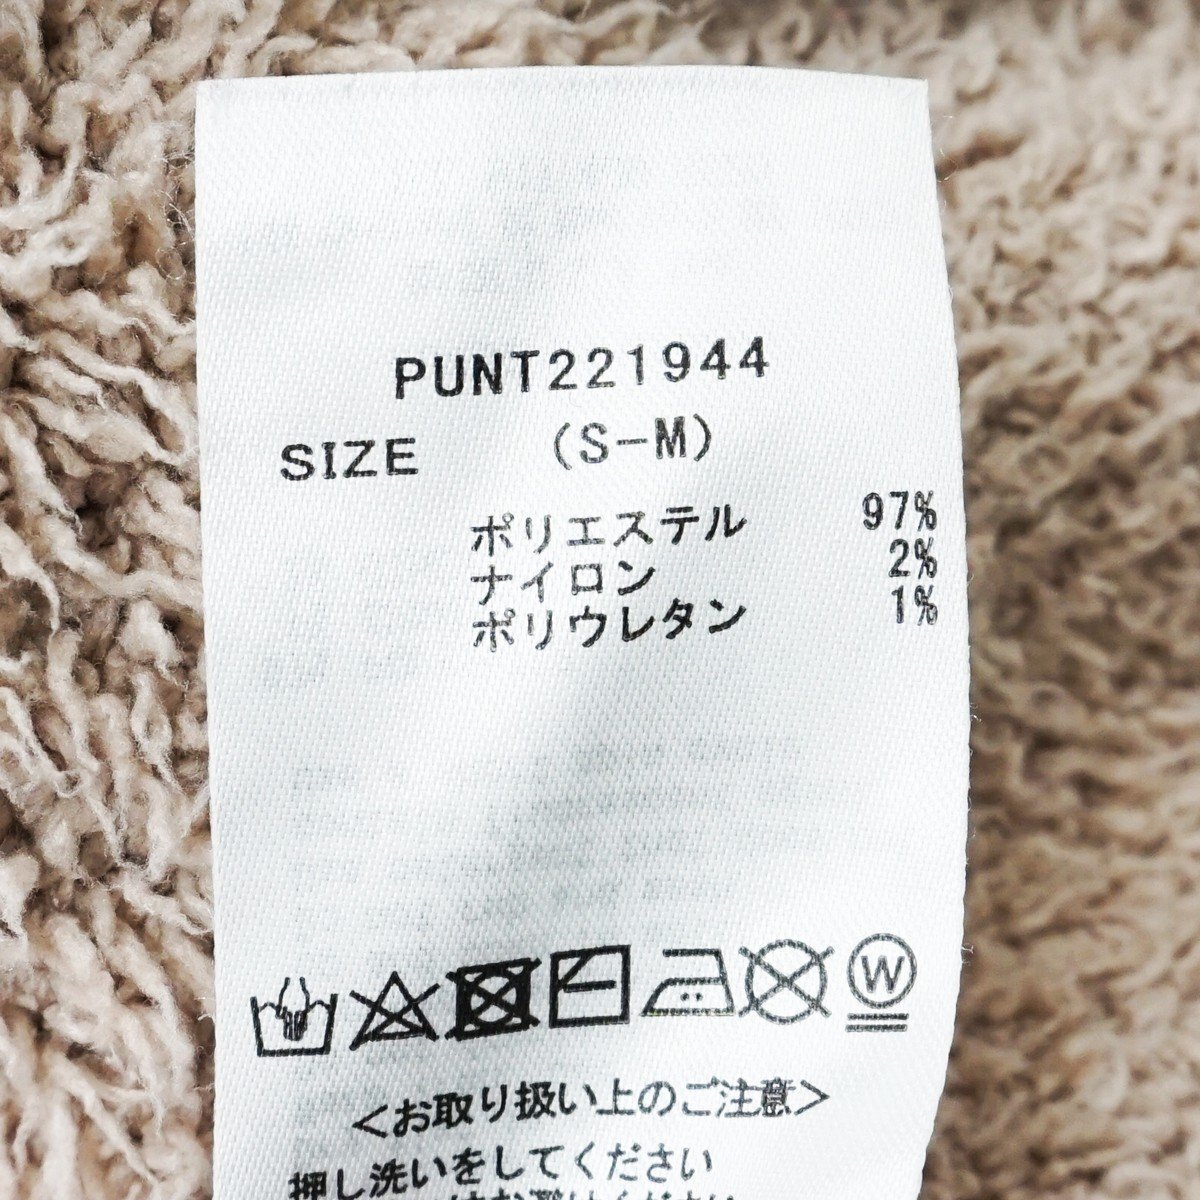 PUNT221944
SIZE (S-M)
ポリエステル 97%
ナイロン 2%
ポリウレタン 1%
W
<お取り扱い上のご注意>
押し洗いをしてください